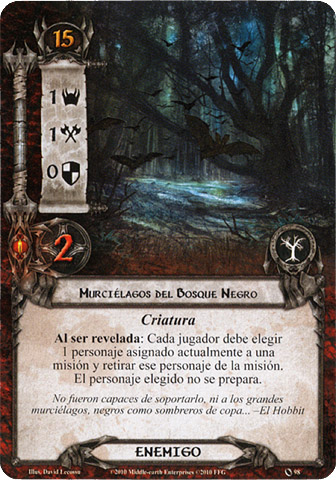 15
1
1
0
2
Murciélagos del Bosque Negro
Criatura
Al ser revelada: Cada jugador debe elegir
1 personaje asignado actualmente a una
misión y retirar ese personaje de la misión.
El personaje elegido no se prepara.
No fueron capaces de soportarlo, ni a los grandes
murciélagos, negros como sombreros de copa... –El Hobbit
ENEMIGO
Illus. David Lecossu ©2010 Middle-earth Enterprises ©2010 FFG 98